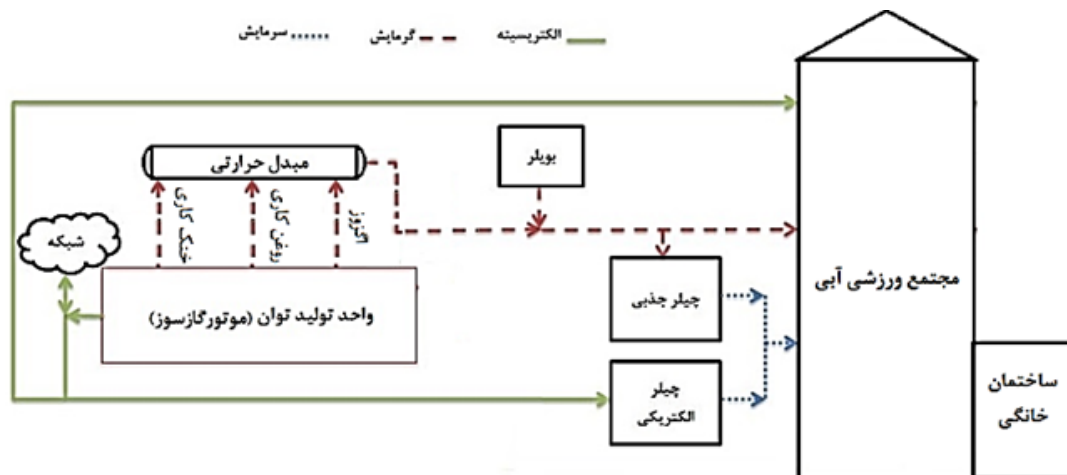 الکتریسیته
گرمایش
سرمایش
مبدل حرارتی
بویلر
خنک کاری
روغن کاری
اگزوز
شبکه
واحد تولید توان (موتورگازسوز)
چیلر جذبی
چیلر
الکتریکی
مجتمع ورزشی آبی
ساختمان
خانگی